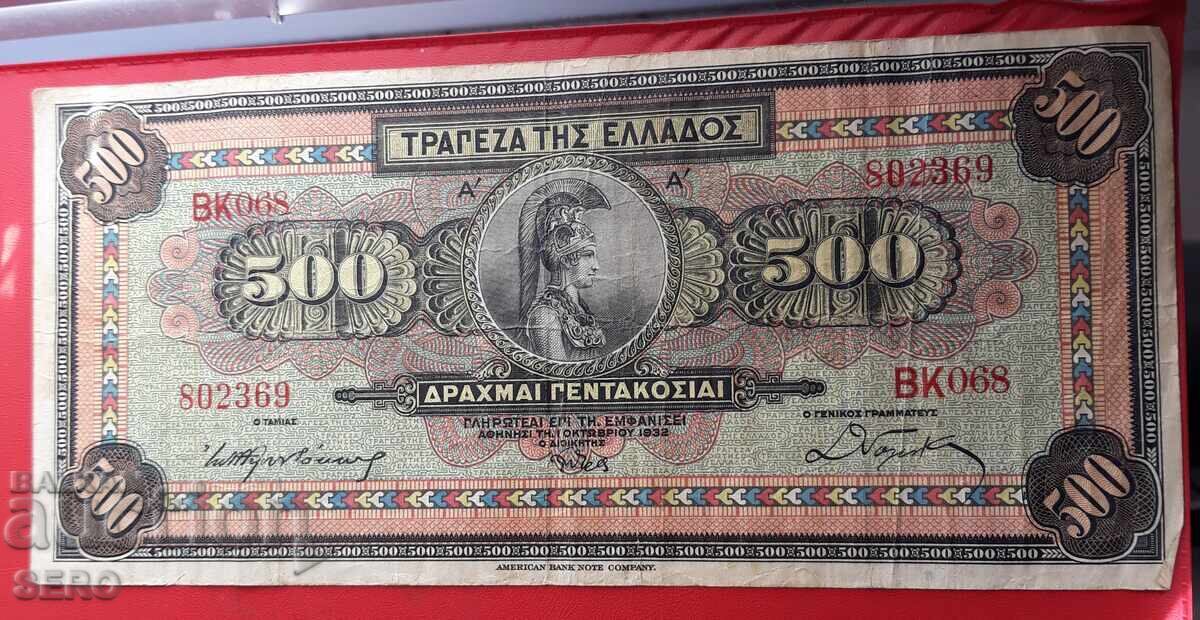 500
500
ΤΡΑΠΕΖΑ ΤΗΣ ΕΛΛΑΔΟΣ
Α΄ Α΄
802369
ΒΚ068
500
500
802369
ΒΚ068
ΔΡΑΧΜΑΙ ΠΕΝΤΑΚΟΣΙΑΙ
ΠΛΗΡΩΤΕΑΙ ΕΠΙ ΤΗ ΕΜΦΑΝΙΣΕΙ
ΑΘΗΝΗΣΙ ΤΗ 1 ΟΚΤΩΒΡΙΟΥ 1932
Ο ΤΑΜΙΑΣ
Ο ΔΙΟΙΚΗΤΗΣ
Ο ΓΕΝΙΚΟΣ ΓΡΑΜΜΑΤΕΥΣ
500
500
AMERICAN BANK NOTE COMPANY.
SERO